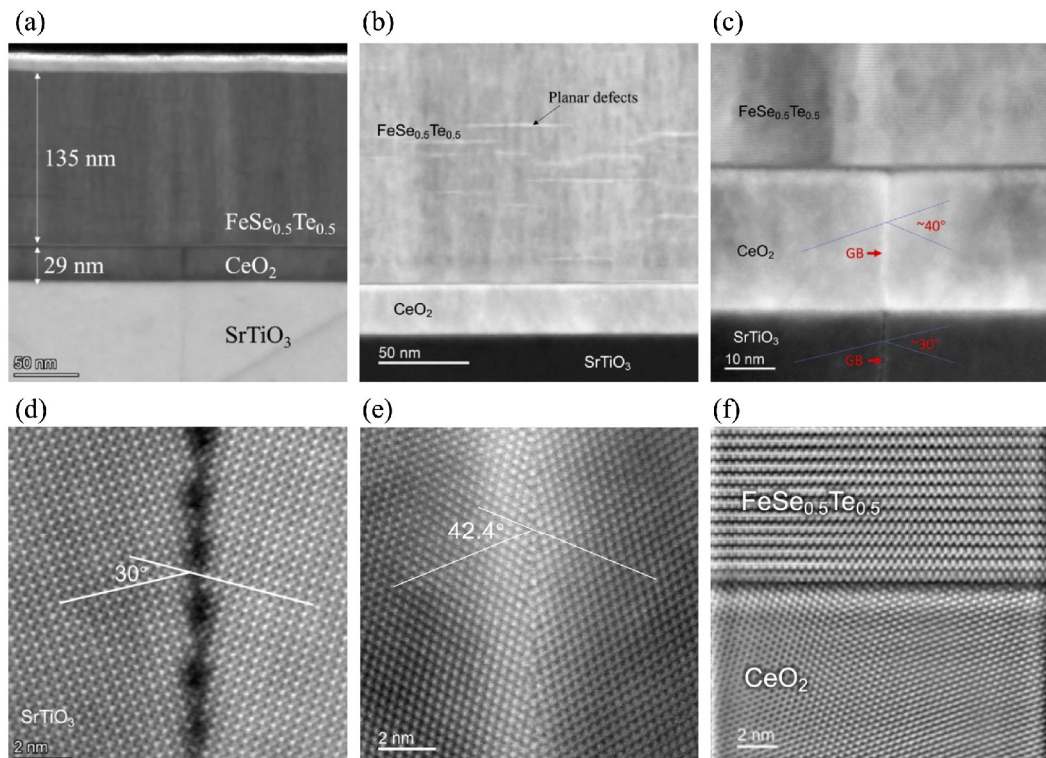 (a)
135 nm
FeSe0.5Te0.5
29 nm
CeO2
SrTiO3
50 nm
(b)
Planar defects
FeSe0.5Te0.5
CeO2
50 nm
SrTiO3
(c)
FeSe0.5Te0.5
~40°
CeO2
GB
SrTiO3
~30°
10 nm
GB
(d)
30°
SrTiO3
2 nm
(e)
42.4°
2 nm
(f)
FeSe0.5Te0.5
CeO2
2 nm